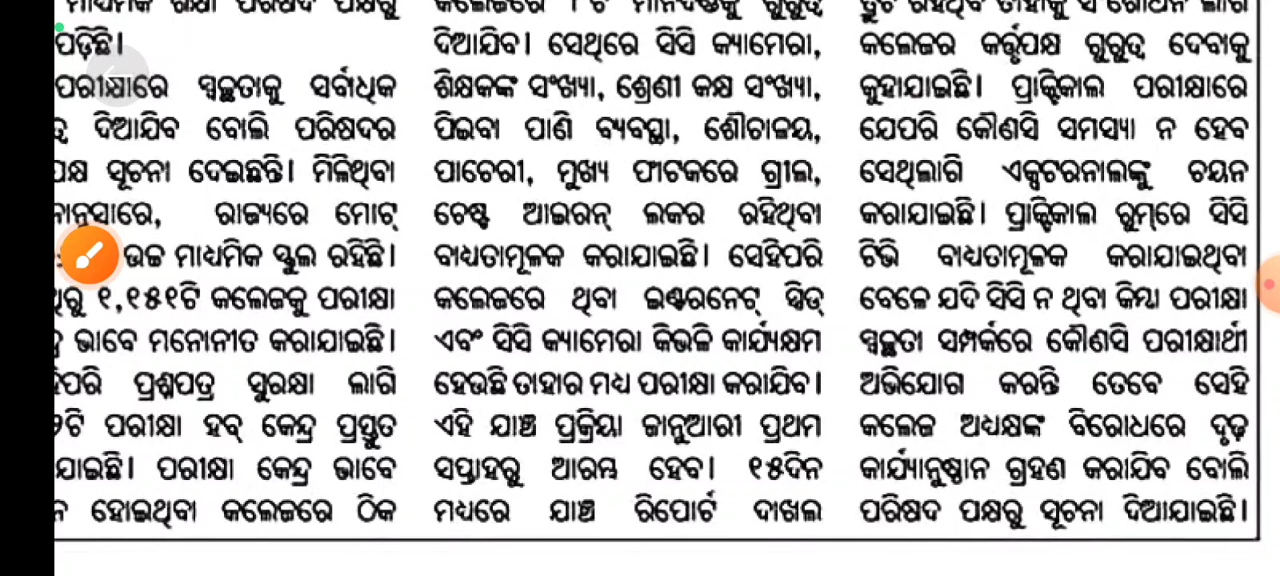 ପଡ଼ିଛି।
ପରୀକ୍ଷାରେ ସ୍ୱଚ୍ଛତାକୁ ସର୍ବାଧିକ
ଦିଆଯିବ ବୋଲି ପରିଷଦର
ସୂଚନା ଦେଇଛନ୍ତି। ମିଳିଥିବା
ରାଜ୍ୟରେ ମୋଟ୍
ଉଚ୍ଚ ମାଧ୍ୟମିକ ସ୍କୁଲ ରହିଛି।
୧,୧୫୧ଟି କଲେଜକୁ ପରୀକ୍ଷା
ଭାବେ ମନୋନୀତ କରାଯାଇଛି।
ପ୍ରଶ୍ନପତ୍ର ସୁରକ୍ଷା ଲାଗି
ପରୀକ୍ଷା ହବ୍ କେନ୍ଦ୍ର ପ୍ରସ୍ତୁତ
ଯାଇଛି। ପରୀକ୍ଷା କେନ୍ଦ୍ର ଭାବେ
ହୋଇଥିବା କଲେଜରେ ଠିକ
ଦିଆଯିବ। ସେଥିରେ ସିସି କ୍ୟାମେରା,
ଶିକ୍ଷକଙ୍କ ସଂଖ୍ୟା, ଶ୍ରେଣୀ କକ୍ଷ ସଂଖ୍ୟା,
ପିଇବା ପାଣି ବ୍ୟବସ୍ଥା, ଶୌଚାଳୟ,
ପାଚେରୀ, ମୁଖ୍ୟ ଫାଟକରେ ଗ୍ରୀଲ,
ଚେଷ୍ଟ ଆଇରନ୍ ଲକର ରହିଥିବା
ବାଧ୍ୟତାମୂଳକ କରାଯାଇଛି। ସେହିପରି
କଲେଜରେ ଥିବା ଇଣ୍ଟରନେଟ୍ ସ୍ପିଡ୍
ଏବଂ ସିସି କ୍ୟାମେରା କିଭଳି କାର୍ଯ୍ୟକ୍ଷମ
ହେଉଛି ତାହାର ମଧ୍ୟ ପରୀକ୍ଷା କରାଯିବ।
ଏହି ଯାଞ୍ଚ ପ୍ରକ୍ରିୟା ଜାନୁଆରୀ ପ୍ରଥମ
ସପ୍ତାହରୁ ଆରମ୍ଭ ହେବ। ୧୫ଦିନ
ମଧ୍ୟରେ ଯାଞ୍ଚ ରିପୋର୍ଟ ଦାଖଲ
କଲେଜର କର୍ତ୍ତୃପକ୍ଷ ଗୁରୁତ୍ୱ ଦେବାକୁ
କୁହାଯାଇଛି। ପ୍ରାକ୍ଟିକାଲ ପରୀକ୍ଷାରେ
ଯେପରି କୌଣସି ସମସ୍ୟା ନ ହେବ
ସେଥିଲାଗି ଏକ୍ସଟରନାଲଙ୍କୁ ଚୟନ
କରାଯାଇଛି। ପ୍ରାକ୍ଟିକାଲ ରୁମ୍‌ରେ ସିସି
ଟିଭି ବାଧ୍ୟତାମୂଳକ କରାଯାଇଥିବା
ବେଳେ ଯଦି ସିସି ନ ଥିବା କିମ୍ବା ପରୀକ୍ଷା
ସ୍ୱଚ୍ଛତା ସମ୍ପର୍କରେ କୌଣସି ପରୀକ୍ଷାର୍ଥୀ
ଅଭିଯୋଗ କରନ୍ତି ତେବେ ସେହି
କଲେଜ ଅଧ୍ୟକ୍ଷଙ୍କ ବିରୋଧରେ ଦୃଢ଼
କାର୍ଯ୍ୟାନୁଷ୍ଠାନ ଗ୍ରହଣ କରାଯିବ ବୋଲି
ପରିଷଦ ପକ୍ଷରୁ ସୂଚନା ଦିଆଯାଇଛି।